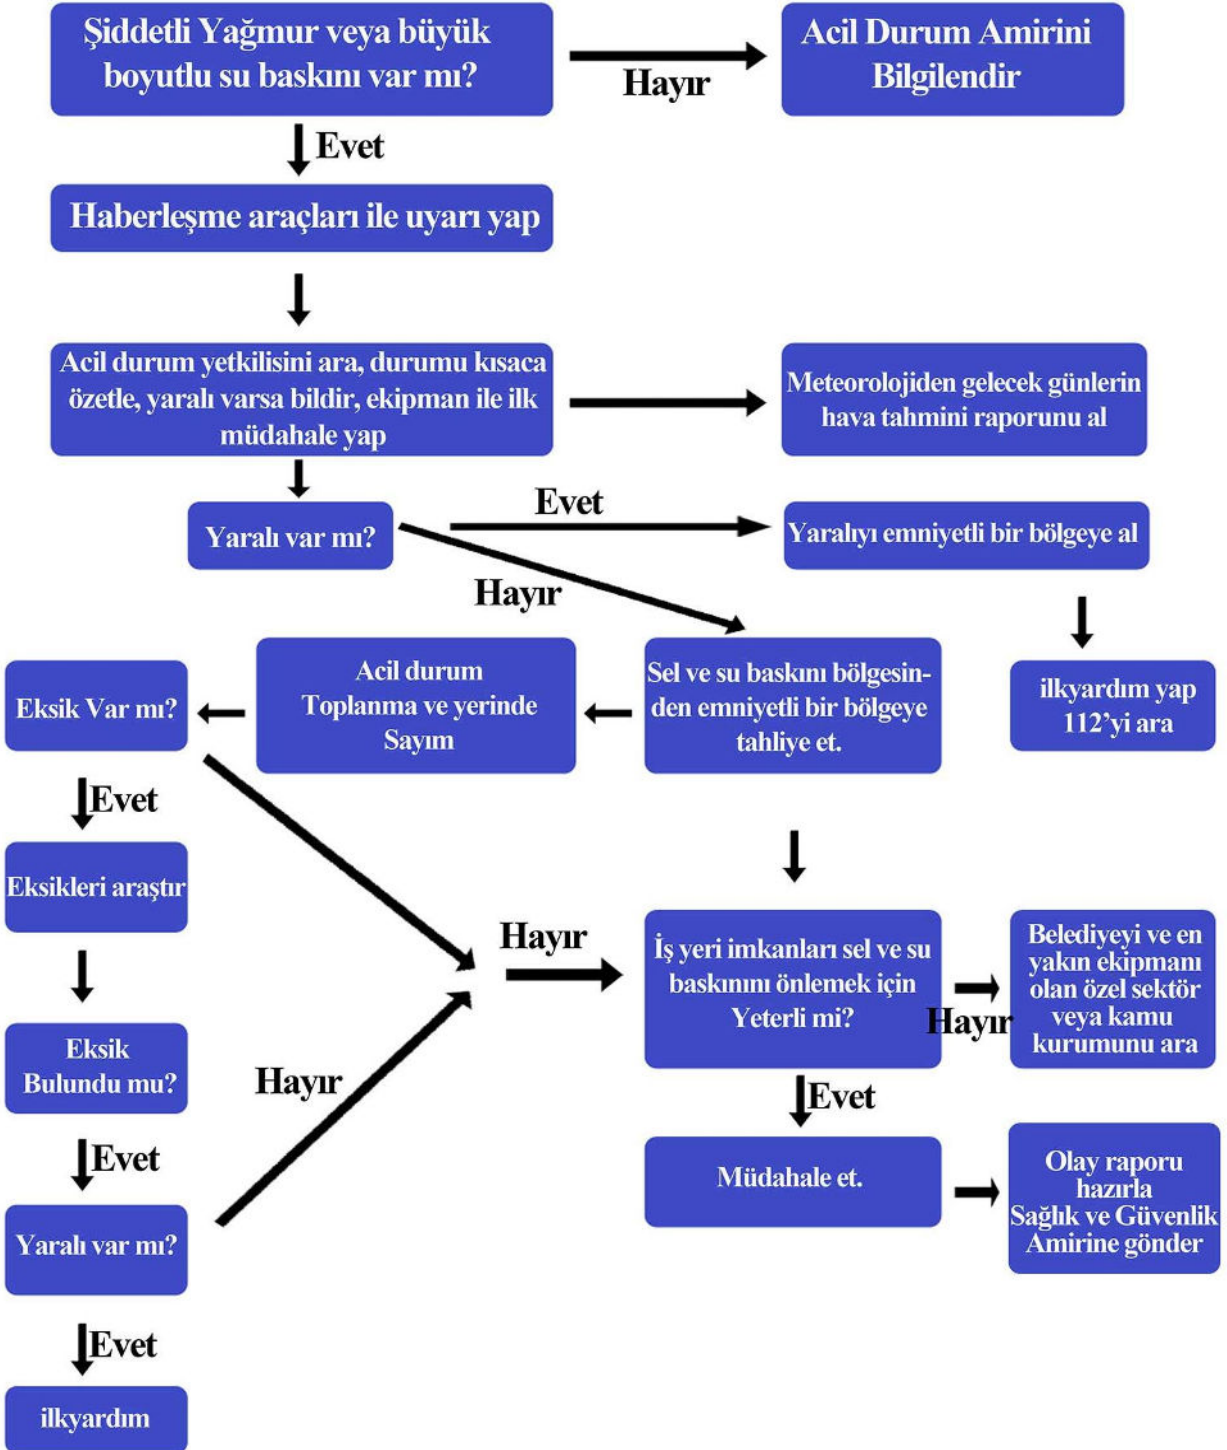 Şiddetli Yağmur veya büyük
boyutlu su baskını var mı?
Hayır
Acil Durum Amirini
Bilgilendir
Evet
Haberleşme araçları ile uyarı yap
Acil durum yetkilisini ara, durumu kısaca
özetle, yaralı varsa bildir, ekipman ile ilk
müdahale yap
Meteorolojiden gelecek günlerin
hava tahmini raporunu al
Yaralı var mı?
Evet
Yaralıyı emniyetli bir bölgeye al
Hayır
ilkyardım yap
112'yi ara
Sel ve su baskını bölgesin-
den emniyetli bir bölgeye
tahliye et.
Acil durum
Toplanma ve yerinde
Sayım
Eksik Var mı?
Evet
Eksikleri araştır
Eksik
Bulundu mu?
Evet
Yaralı var mı?
Evet
ilkyardım
Hayır
Hayır
İş yeri imkanları sel ve su
baskınını önlemek için
Yeterli mi?
Hayır
Belediyeyi ve en
yakın ekipmanı
olan özel sektör
veya kamu
kurumunu ara
Evet
Müdahale et.
Olay raporu
hazırla
Sağlık ve Güvenlik
Amirine gönder